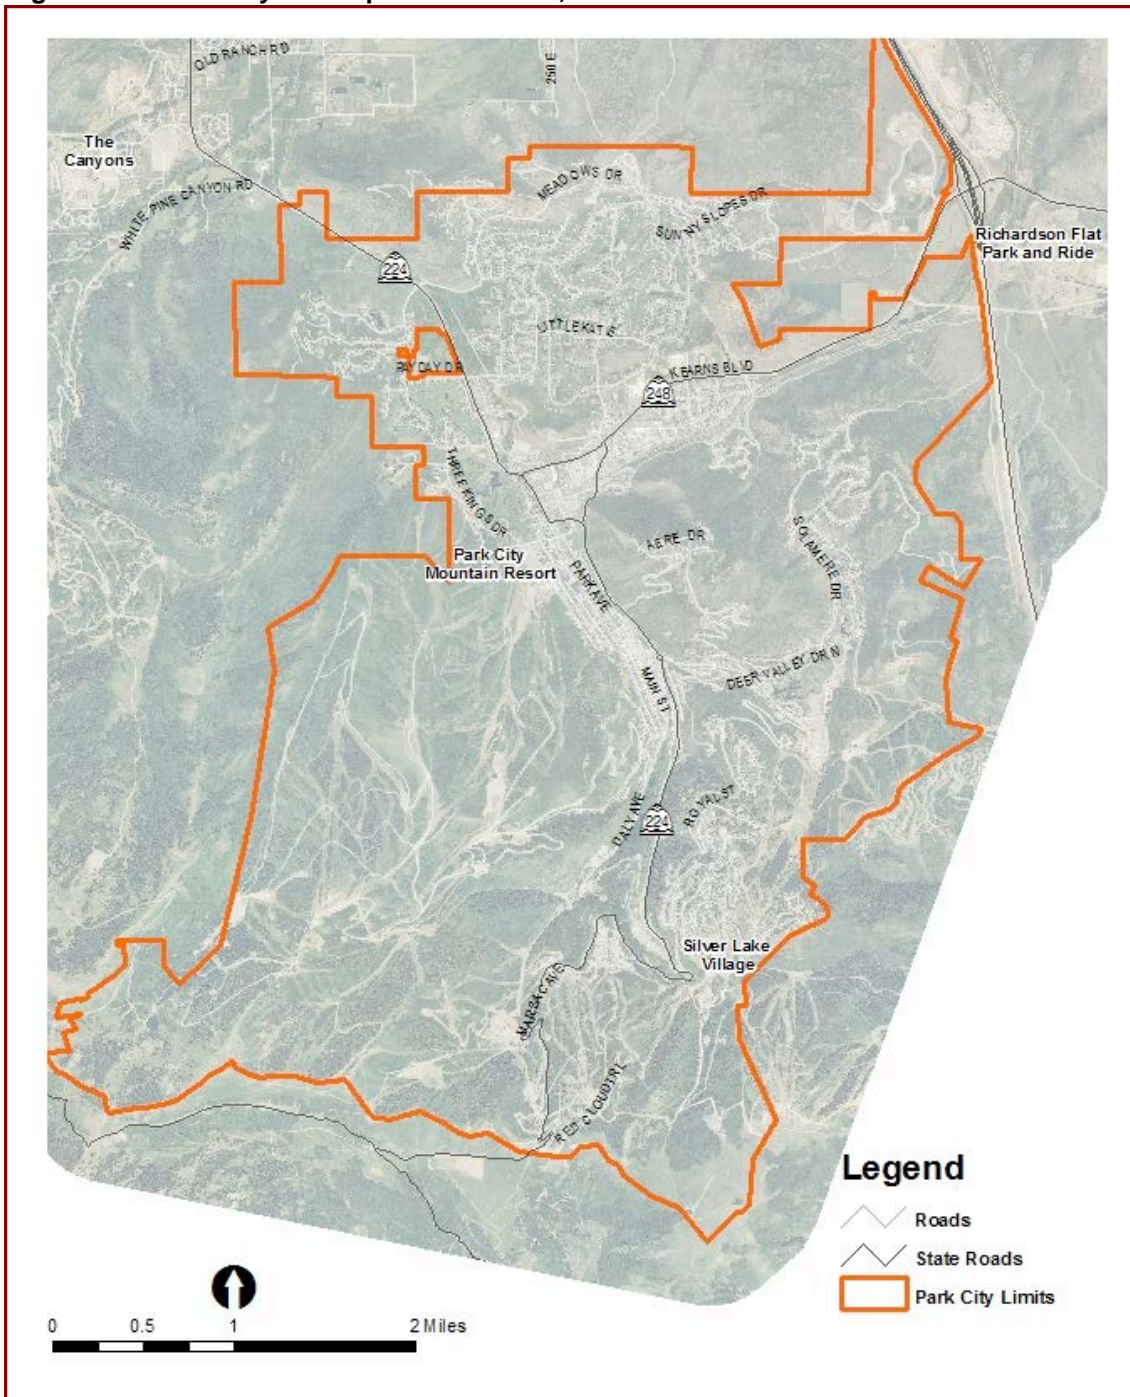 OLD RANCH RD
250 E
The
Canyons
WHITE PINE CANYON RD
MEADOWS DR
SUNNY SLOPES DR
Richardson Flat
Park and Ride
224
LITTLE KATE
PAYDAY DR
KEARNS BLVD
248
THREE KINGS DR
SOLAMERE DR
AERE DR
Park City
Mountain Resort
PARK AVE
DEER VALLEY DR N
MAIN ST
DALY AVE
ROYAL ST
224
Silver Lake
Village
MARSAC AVE
RED CLOUD TRL
Legend
Roads
State Roads
Park City Limits
0 0.5 1 2 Miles